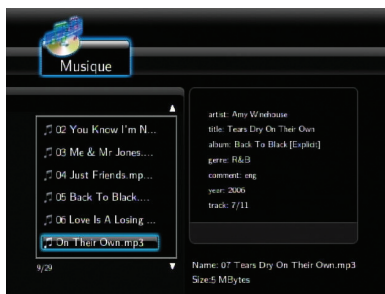 Musique
02 You Know I'm N...
03 Me & Mr Jones....
04 Just Friends.mp...
05 Back To Black....
06 Love Is A Losing ...
On Their Own.mp3
9/29
artist: Amy Winehouse
title: Tears Dry On Their Own
album: Back To Black [Explicit]
genre: R&B
comment: eng
year: 2006
track: 7/11
Name: 07 Tears Dry On Their Own.mp3
Size:5 MBytes